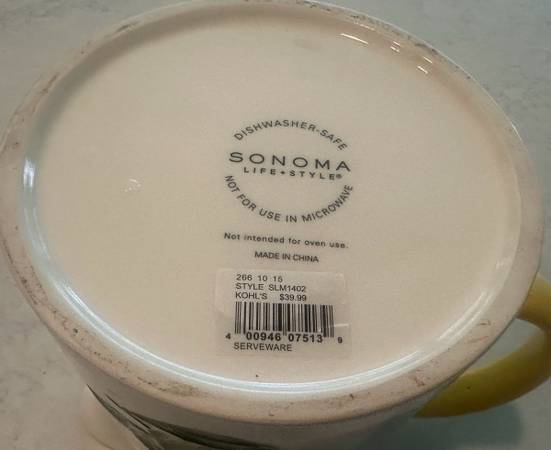 DISHWASHER-SAFE
SONOMA
LIFE+STYLE®
NOT FOR USE IN MICROWAVE
Not intended for oven use.
MADE IN CHINA
266 10 15
STYLE SLM1402
KOHL'S $39.99
4 00946 07513 9
SERVEWARE